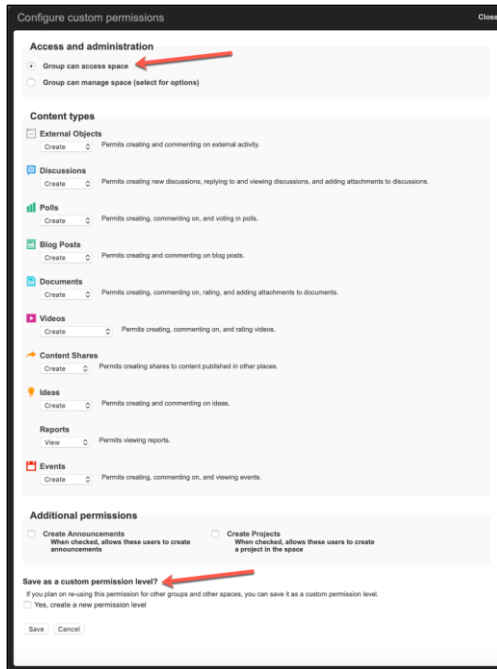 Configure custom permissions
Close
Access and administration
Group can access space
Group can manage space (select for options)
Content types
External Objects
Create Permits creating and commenting on external activity.
Discussions
Create Permits creating new discussions, replying to and viewing discussions, and adding attachments to discussions.
Polls
Create Permits creating, commenting on, and voting in polls.
Blog Posts
Create Permits creating and commenting on blog posts.
Documents
Create Permits creating, commenting on, rating, and adding attachments to documents.
Videos
Create Permits creating, commenting on, and rating videos.
Content Shares
Create Permits creating shares to content published in other places.
Ideas
Create Permits creating and commenting on ideas.
Reports
View Permits viewing reports.
Events
Create Permits creating, commenting on, and viewing events.
Additional permissions
Create Announcements
When checked, allows these users to create
announcements
Create Projects
When checked, allows these users to create
a project in the space
Save as a custom permission level?
If you plan on re-using this permission for other groups and other spaces, you can save it as a custom permission level.
Yes, create a new permission level
Save Cancel